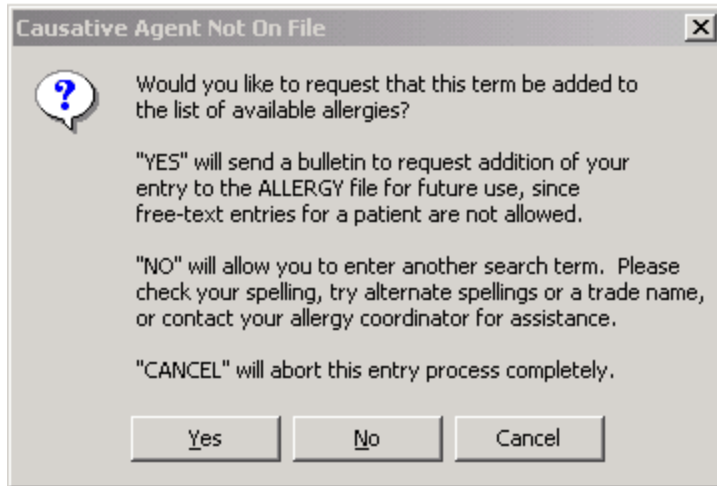 Causative Agent Not On File
Would you like to request that this term be added to
the list of available allergies?
"YES" will send a bulletin to request addition of your
entry to the ALLERGY file for future use, since
free-text entries for a patient are not allowed.
"NO" will allow you to enter another search term.  Please
check your spelling, try alternate spellings or a trade name,
or contact your allergy coordinator for assistance.
"CANCEL" will abort this entry process completely.
Yes No Cancel